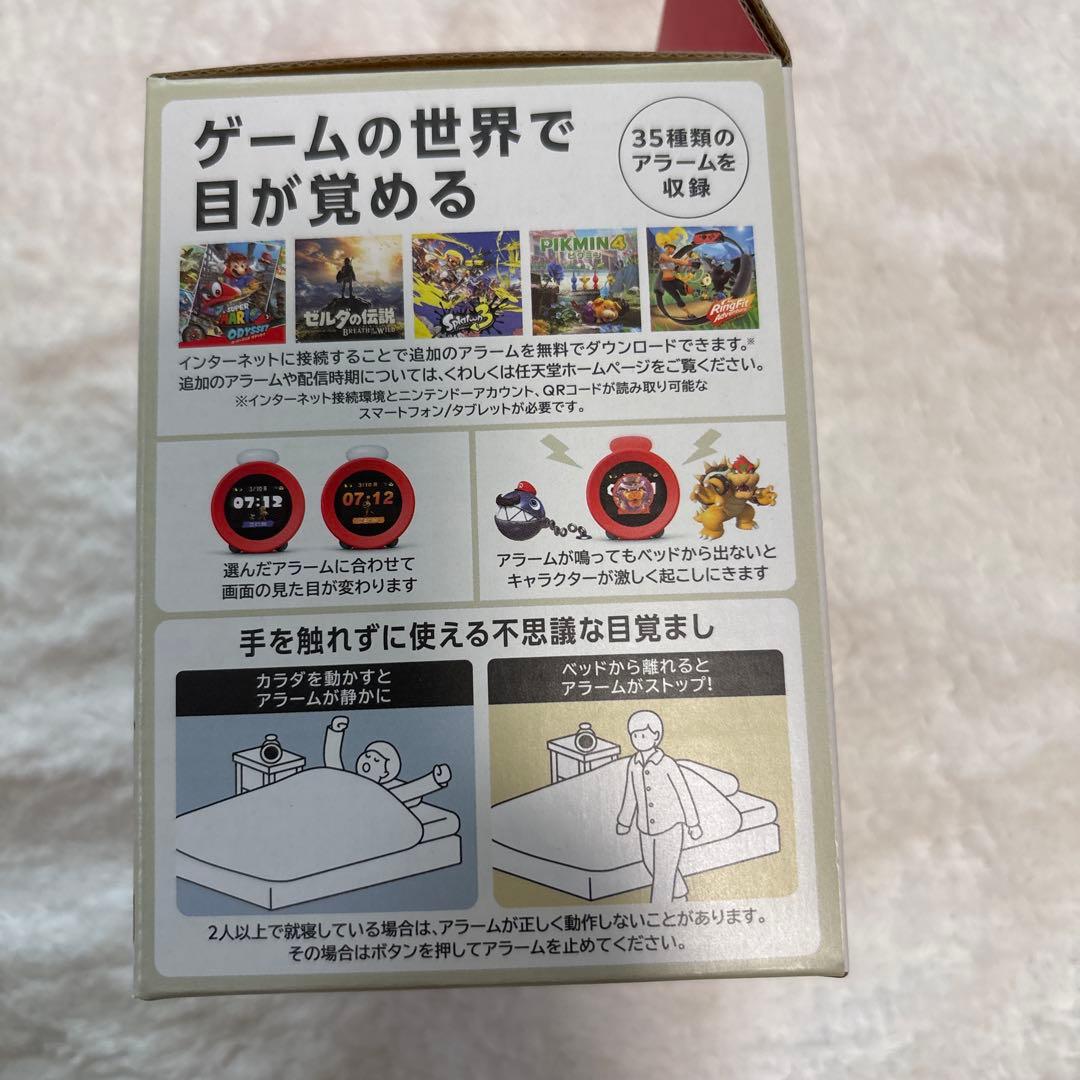 ゲームの世界で
目が覚める
35種類の
アラームを
収録
SUPER
MARIO
ODYSSEY
ゼルダの伝説
BREATH OF THE WILD
Splatoon 3
PIKMIN 4
ピクミン
RingFit
Adventure
インターネットに接続することで追加のアラームを無料でダウンロードできます。※
追加のアラームや配信時期については、くわしくは任天堂ホームページをご覧ください。
※インターネット接続環境とニンテンドーアカウント、QRコードが読み取り可能な
スマートフォン/タブレットが必要です。
3/10
07:12
3/10
07:12
選んだアラームに合わせて
画面の見た目が変わります
アラームが鳴ってもベッドから出ないと
キャラクターが激しく起こしにきます
手を触れずに使える不思議な目覚まし
カラダを動かすと
アラームが静かに
ベッドから離れると
アラームがストップ!
2人以上で就寝している場合は、アラームが正しく動作しないことがあります。
その場合はボタンを押してアラームを止めてください。